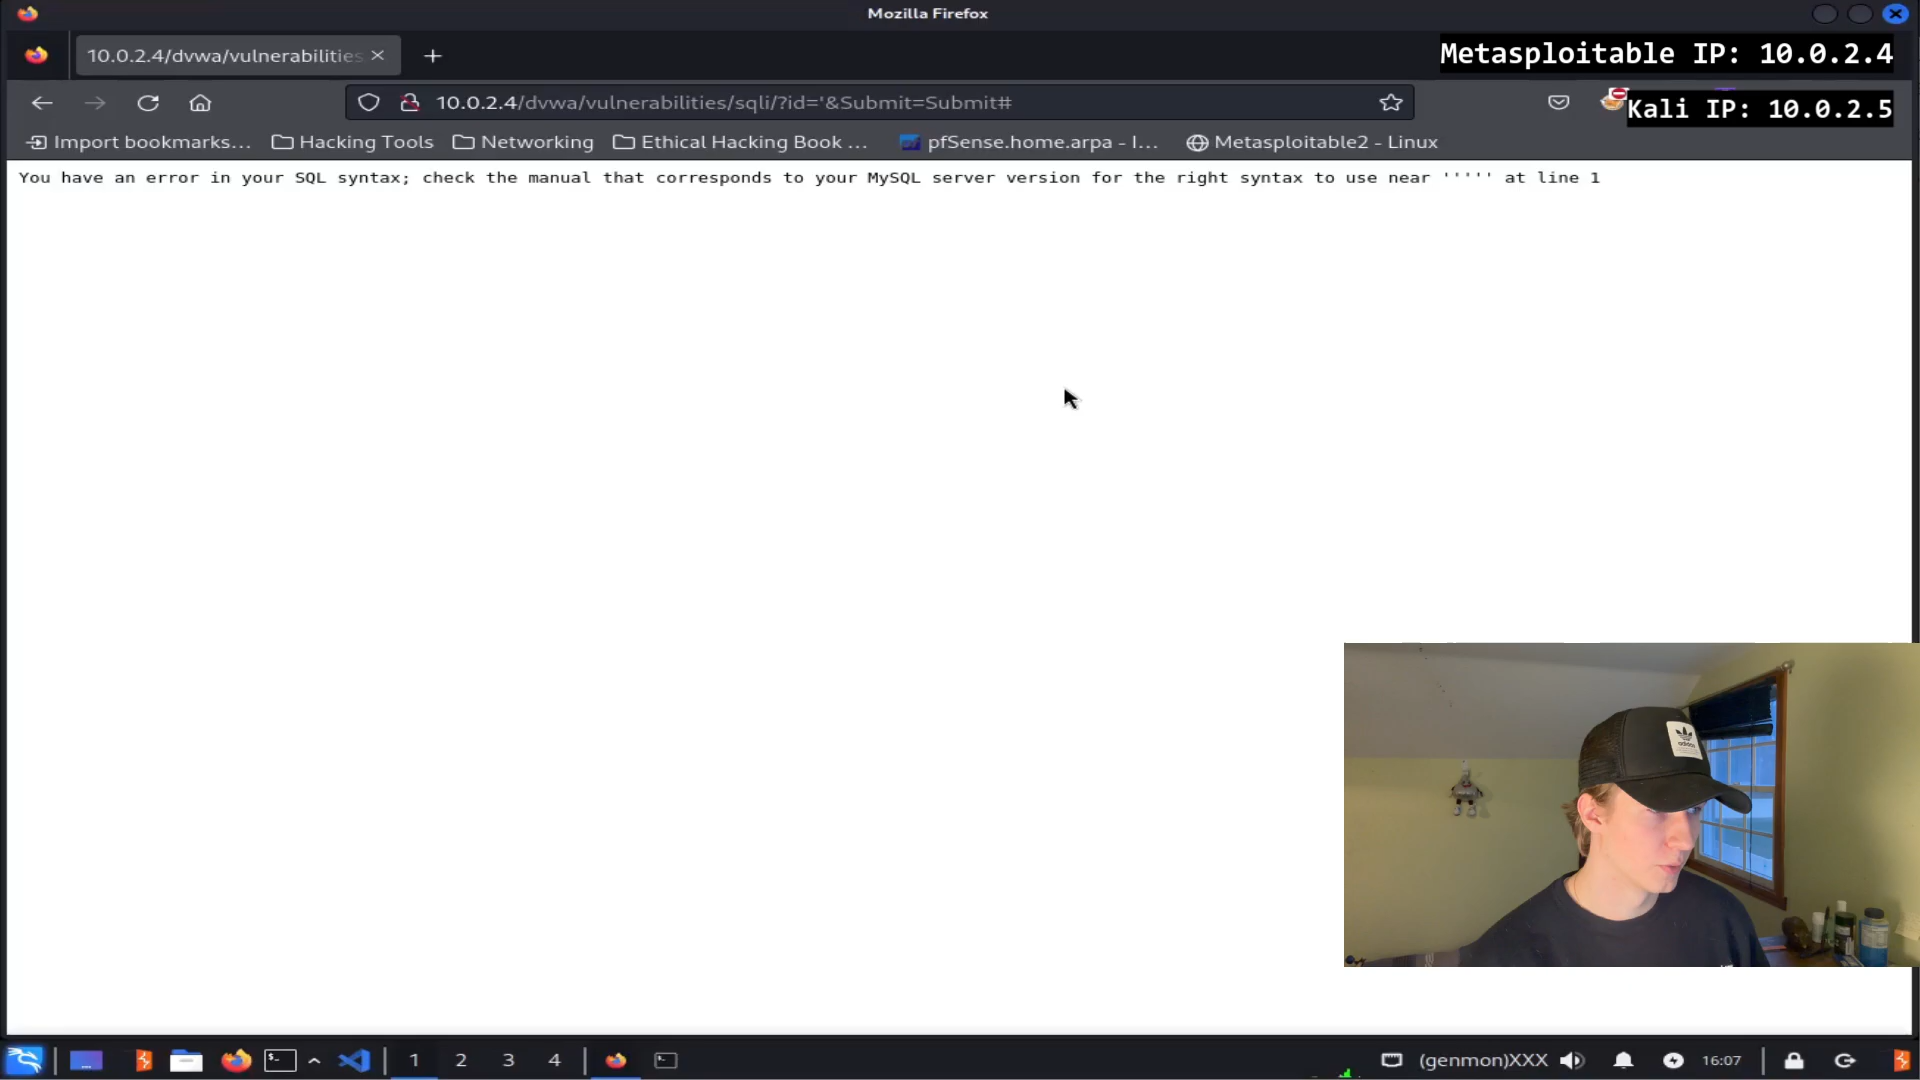 Mozilla Firefox
10.0.2.4/dvwa/vulnerabilities
Metasploitable IP: 10.0.2.4
10.0.2.4/dvwa/vulnerabilities/sqli/?id='&Submit=Submit#
Kali IP: 10.0.2.5
Import bookmarks... Hacking Tools Networking Ethical Hacking Book ... pfSense.home.arpa - I... Metasploitable2 - Linux
You have an error in your SQL syntax; check the manual that corresponds to your MySQL server version for the right syntax to use near ''''' at line 1
adidas
1 2 3 4 (genmon)XXX 16:07